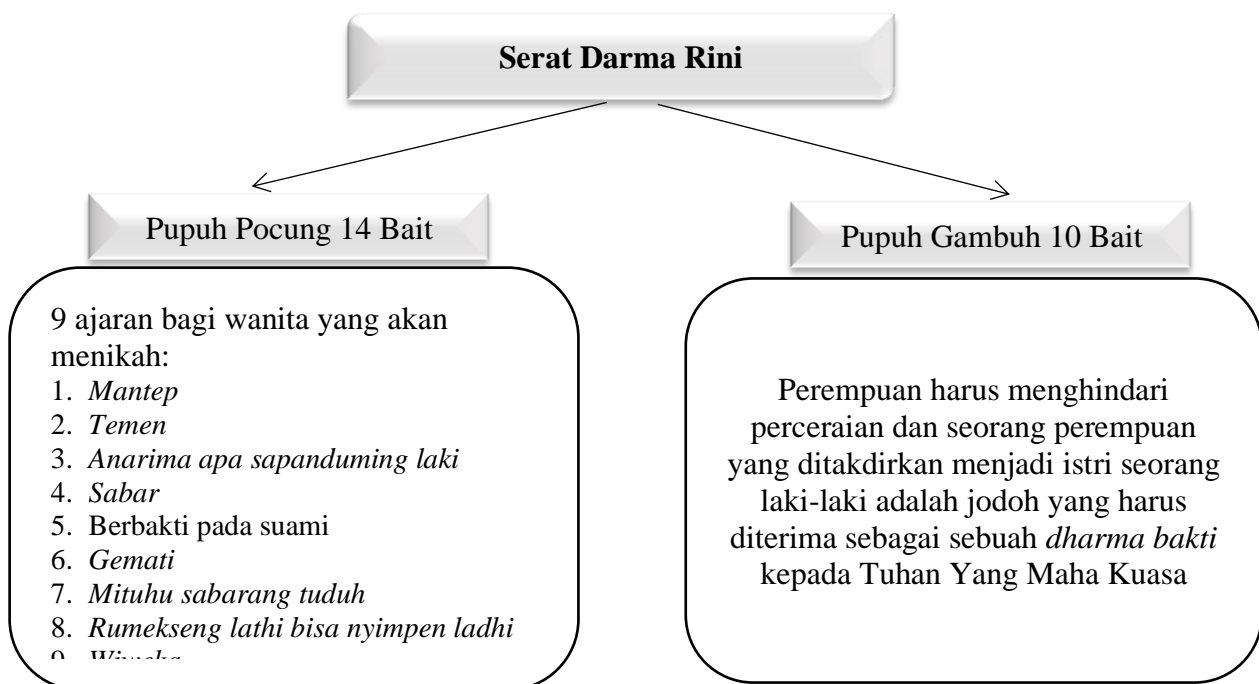 Serat Darma Rini
Pupuh Pocung 14 Bait
9 ajaran bagi wanita yang akan
menikah:
1. Mantep
2. Temen
3. Anarima apa sapanduming laki
4. Sabar
5. Berbakti pada suami
6. Gemati
7. Mituhu sabarang tuduh
8. Rumekseng lathi bisa nyimpen ladhi
Pupuh Gambuh 10 Bait
Perempuan harus menghindari
perceraian dan seorang perempuan
yang ditakdirkan menjadi istri seorang
laki-laki adalah jodoh yang harus
diterima sebagai sebuah dharma bakti
kepada Tuhan Yang Maha Kuasa